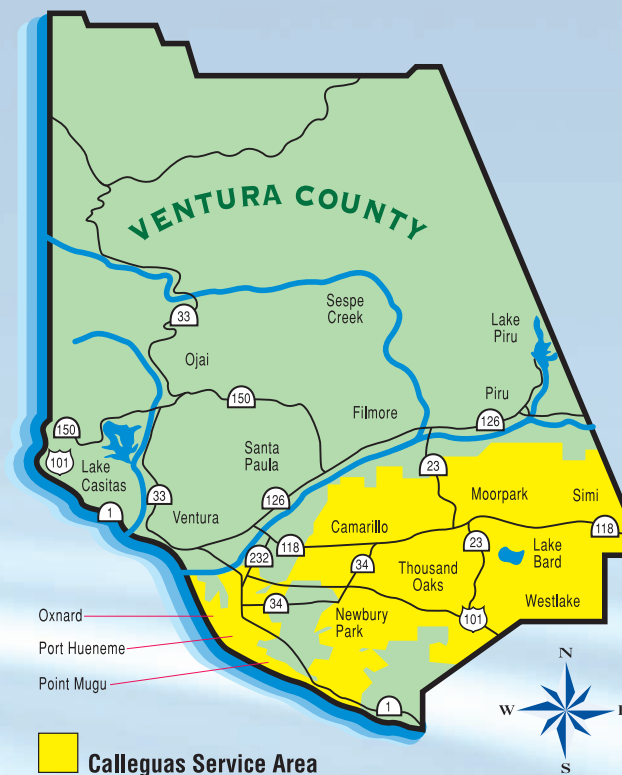 VENTURA COUNTY
Sespe
Creek
33
Lake
Piru
Ojai
150
Piru
Filmore
126
150
101
Lake
Casitas
Santa
Paula
23
Moorpark
Simi
33
126
1
Ventura
Camarillo
118
232
118
34
23
Lake
Bard
Thousand
Oaks
Westlake
34
Newbury
Park
101
Oxnard
Port Hueneme
Point Mugu
1
N
W
S
Calleguas Service Area